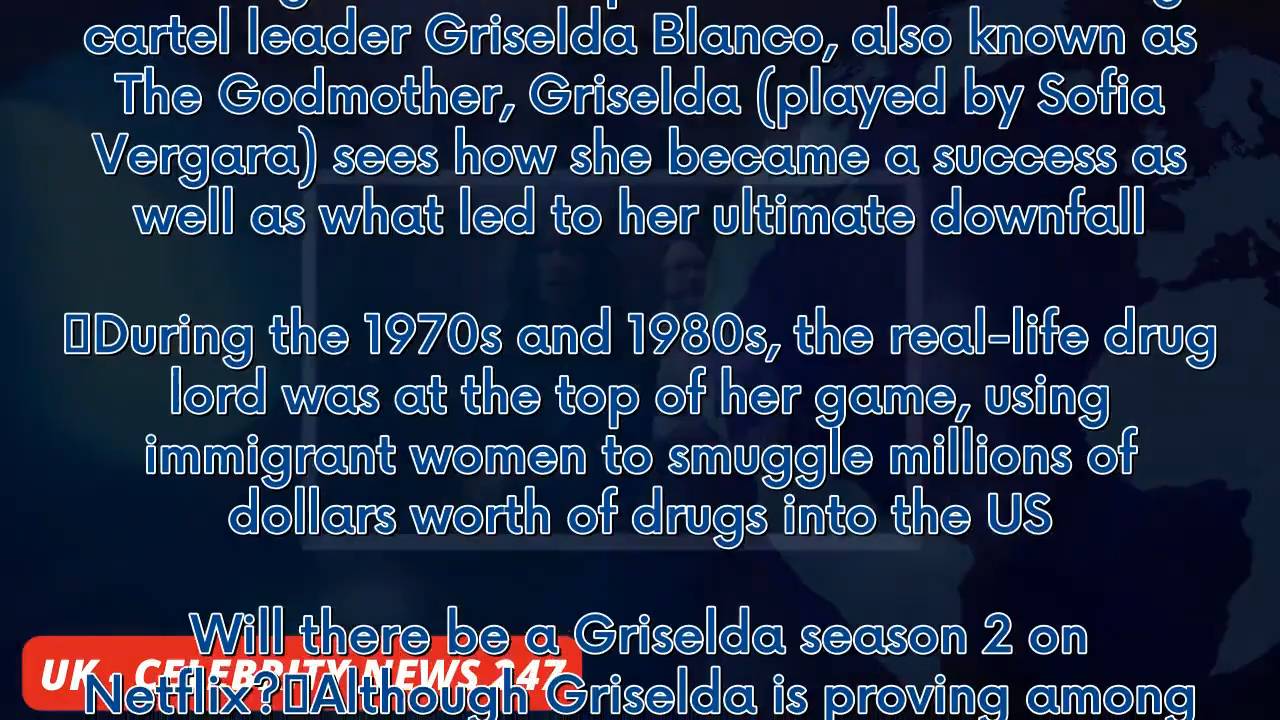 cartel leader Griselda Blanco, also known as
The Godmother, Griselda (played by Sofia
Vergara) sees how she became a success as
well as what led to her ultimate downfall
During the 1970s and 1980s, the real-life drug
lord was at the top of her game, using
immigrant women to smuggle millions of
dollars worth of drugs into the US
Will there be a Griselda season 2 on
UK - CELEBRITY NEWS 247
Netflix? Although Griselda is proving among